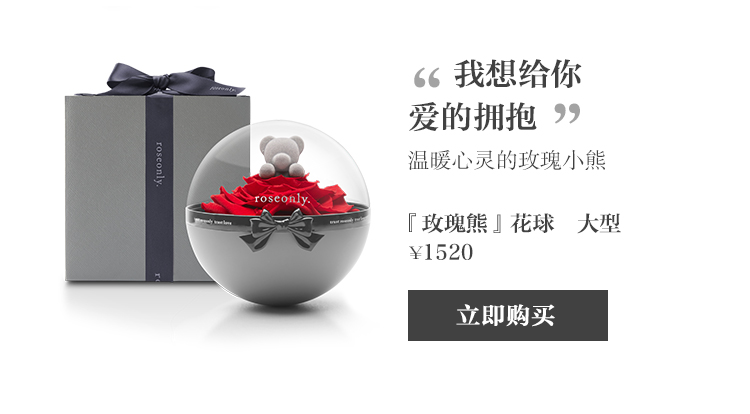 “我想给你
爱的拥抱”
温暖心灵的玫瑰小熊
『玫瑰熊』花球 大型
¥1520
立即购买
roseonly.
roseonly.
roseonly.